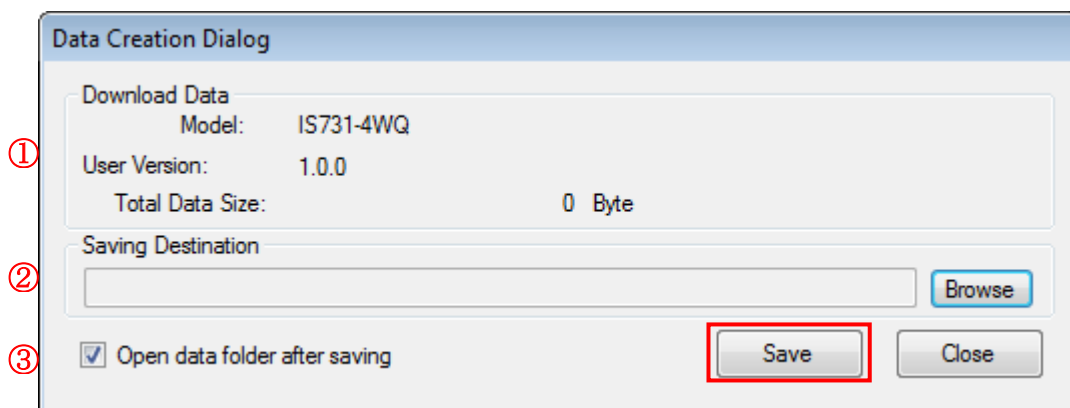 Data Creation Dialog
Download Data
Model: IS731-4WQ
①
User Version: 1.0.0
Total Data Size: 0 Byte
Saving Destination
②
Browse
③ Open data folder after saving Save Close